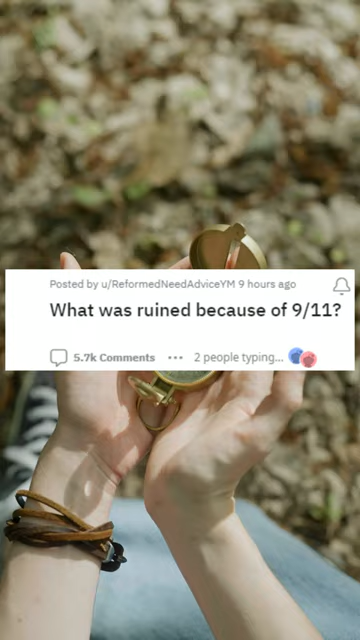 Posted by u/ReformedNeedAdviceYM 9 hours ago
What was ruined because of 9/11?
5.7k Comments ••• 2 people typing...